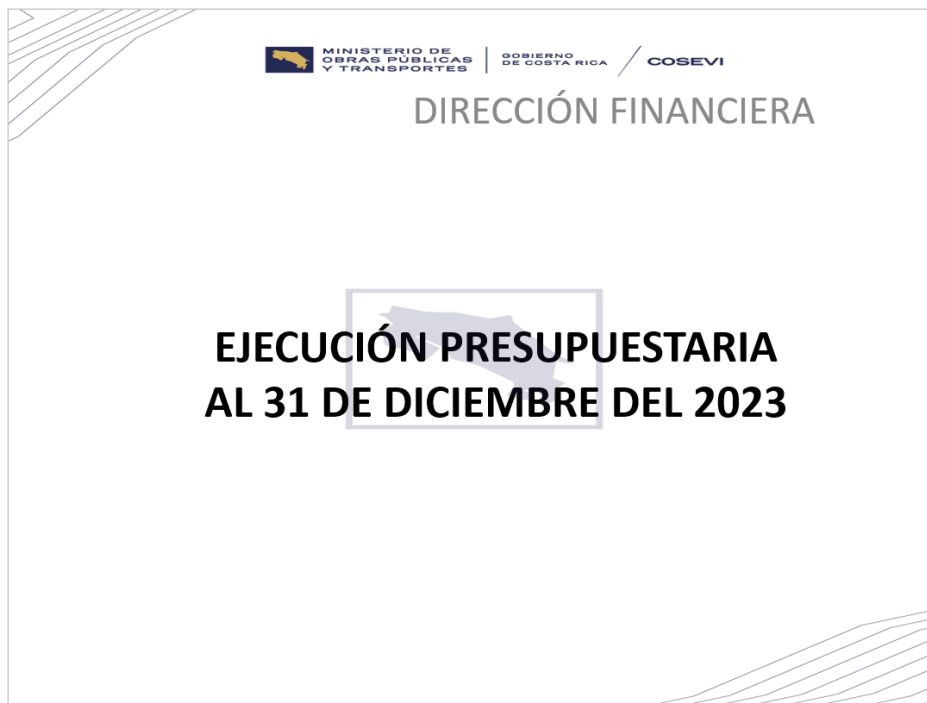 MINISTERIO DE
OBRAS PÚBLICAS
Y TRANSPORTES
GOBIERNO
DE COSTA RICA
COSEVI
DIRECCIÓN FINANCIERA
EJECUCIÓN PRESUPUESTARIA
AL 31 DE DICIEMBRE DEL 2023